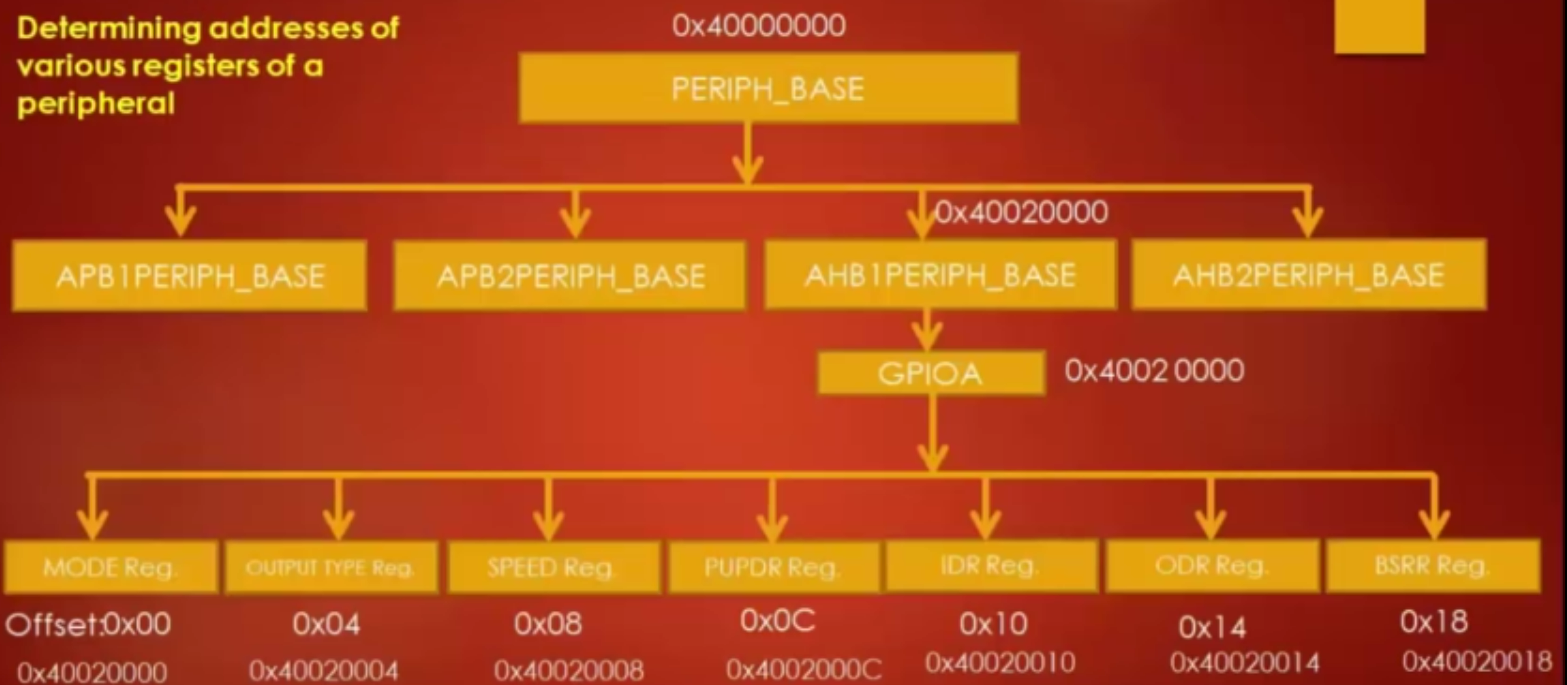 Determining addresses of
various registers of a
peripheral
0x40000000
PERIPH_BASE
0x40020000
APB1PERIPH_BASE
APB2PERIPH_BASE
AHB1PERIPH_BASE
AHB2PERIPH_BASE
GPIOA
0x4002 0000
MODE Reg.
OUTPUT TYPE Reg.
SPEED Reg.
PUPDR Reg.
IDR Reg.
ODR Reg.
BSRR Reg.
Offset:0x00
0x04
0x08
0x0C
0x10
0x14
0x18
0x40020000
0x40020004
0x40020008
0x4002000C
0x40020010
0x40020014
0x40020018